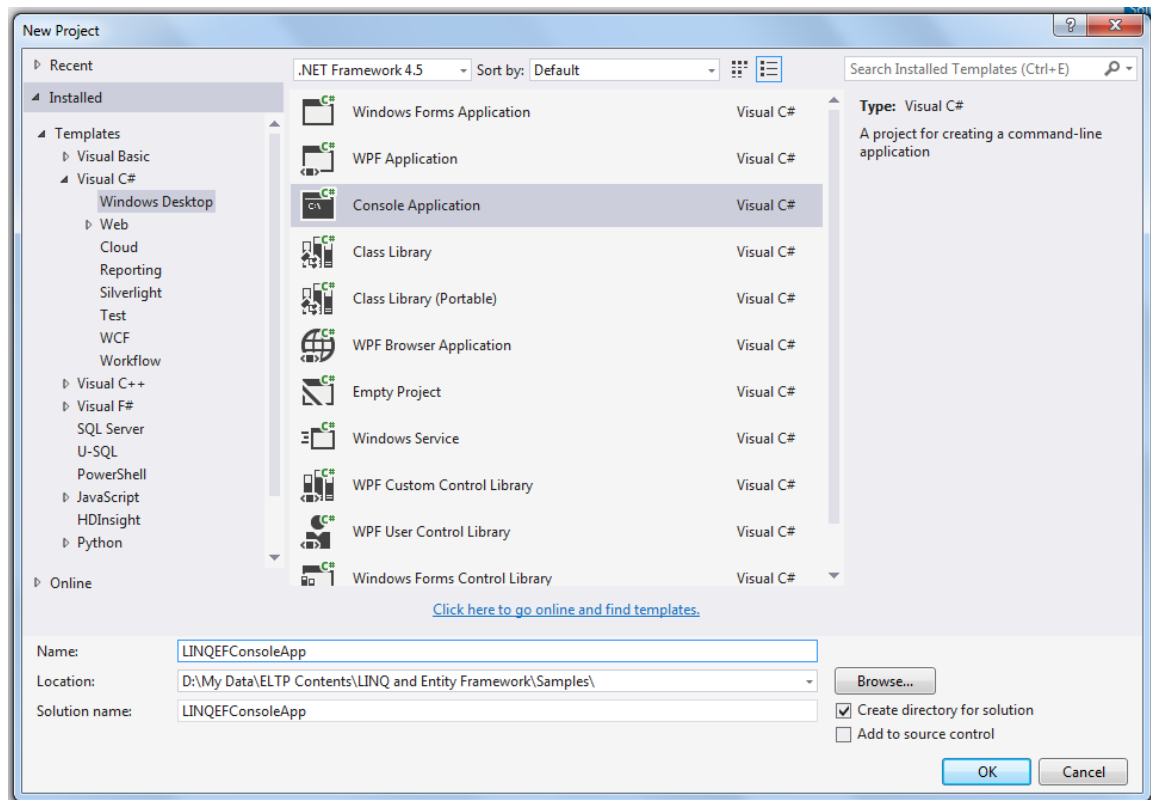 New Project
Recent
.NET Framework 4.5 Sort by: Default
Search Installed Templates (Ctrl+E)
Installed
Templates
Visual Basic
Visual C#
Windows Desktop
Web
Cloud
Reporting
Silverlight
Test
WCF
Workflow
Visual C++
Visual F#
SQL Server
U-SQL
PowerShell
JavaScript
HDInsight
Python
Online
Windows Forms Application Visual C#
WPF Application Visual C#
Console Application Visual C#
Class Library Visual C#
Class Library (Portable) Visual C#
WPF Browser Application Visual C#
Empty Project Visual C#
Windows Service Visual C#
WPF Custom Control Library Visual C#
WPF User Control Library Visual C#
Windows Forms Control Library Visual C#
Click here to go online and find templates.
Type: Visual C#
A project for creating a command-line
application
Name: LINQEFConsoleApp
Location: D:\My Data\ELTP Contents\LINQ and Entity Framework\Samples\ Browse...
Solution name: LINQEFConsoleApp
Create directory for solution
Add to source control
OK Cancel